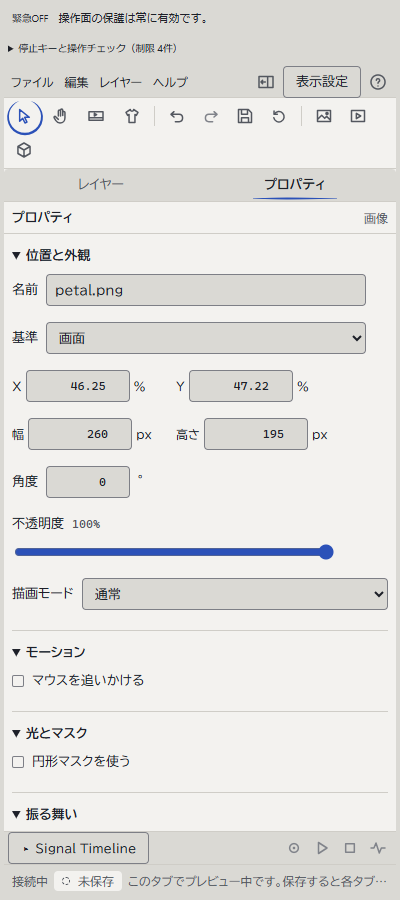 緊急OFF 操作面の保護は常に有効です。
▶ 停止キーと操作チェック（制限 4件）
ファイル 編集 レイヤー ヘルプ 表示設定
レイヤー プロパティ
プロパティ 画像
▼ 位置と外観
名前 petal.png
基準 画面
X 46.25 % Y 47.22 %
幅 260 px 高さ 195 px
角度 0 °
不透明度 100%
描画モード 通常
▼ モーション
マウスを追いかける
▼ 光とマスク
円形マスクを使う
▼ 振る舞い
▸ Signal Timeline
接続中 未保存 このタブでプレビュー中です。保存すると各タブ…